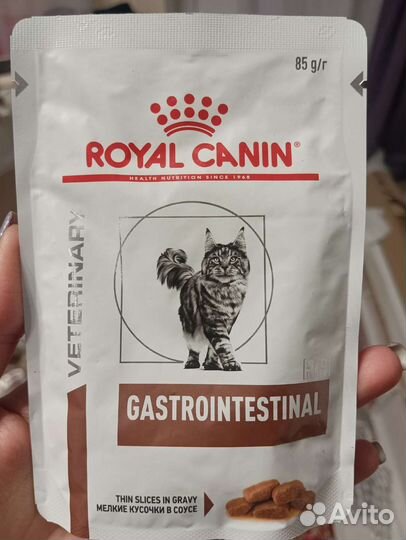 85 g/г
ROYAL CANIN®
HEALTH NUTRITION SINCE 1968
VETERINARY
GASTROINTESTINAL
THIN SLICES IN GRAVY
МЕЛКИЕ КУСОЧКИ В СОУСЕ
Avito